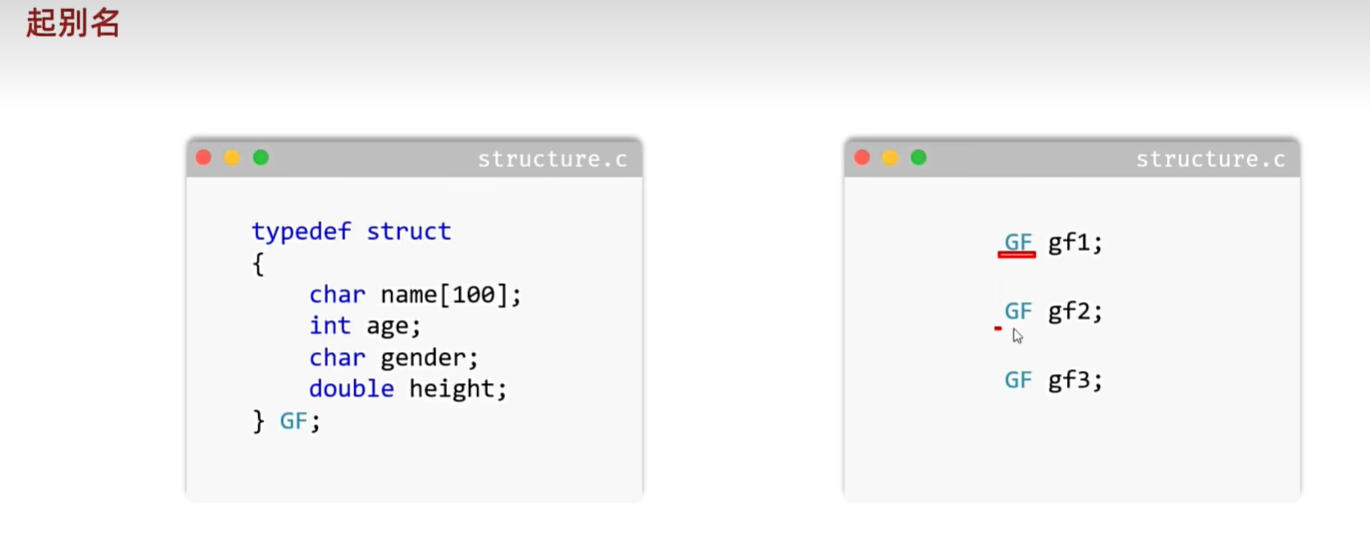 起别名
structure.c
typedef struct
{
    char name[100];
    int age;
    char gender;
    double height;
} GF;
structure.c
GF gf1;
GF gf2;
GF gf3;